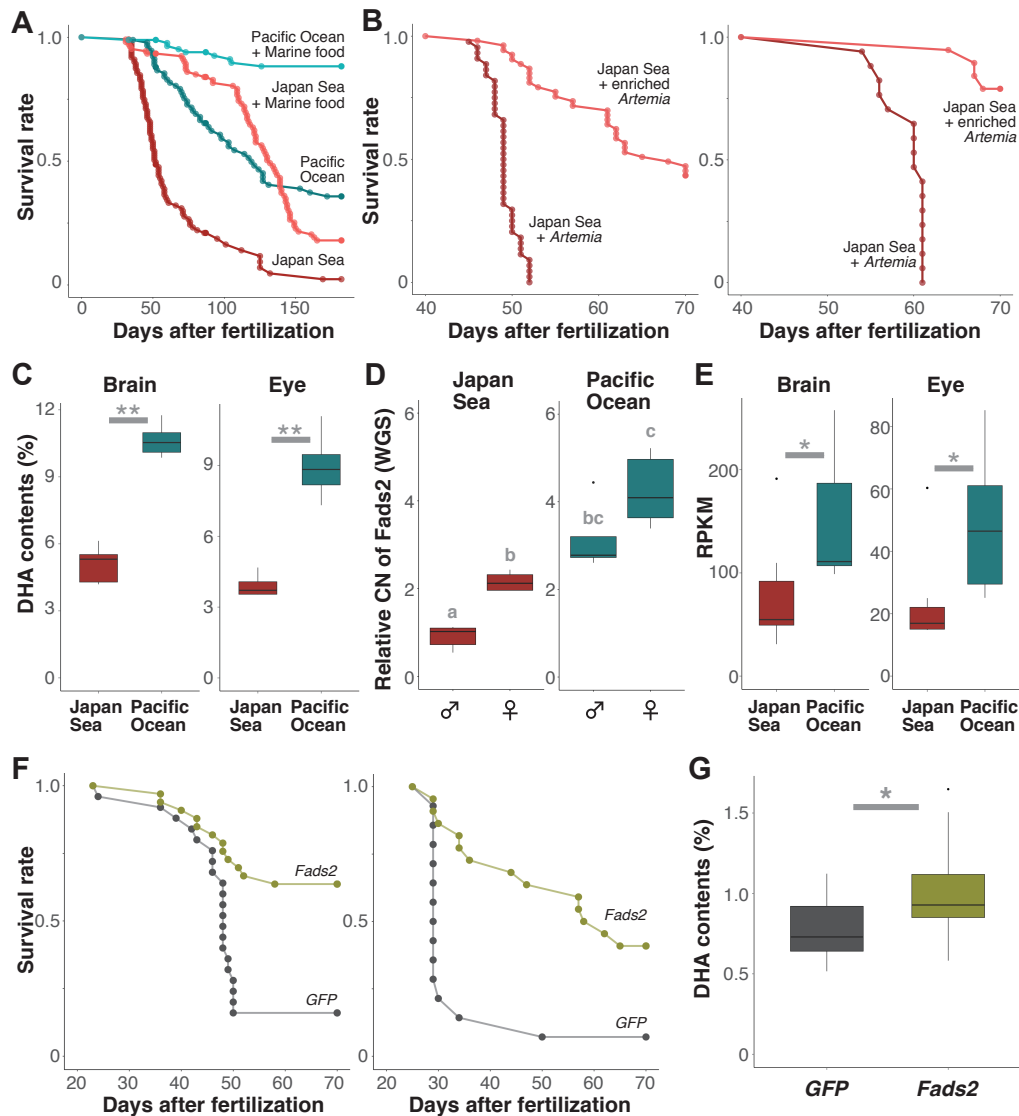 A
Survival rate
1.0
0.5
0
Pacific Ocean
+ Marine food
Japan Sea
+ Marine food
Pacific
Ocean
Japan Sea
0 50 100 150
Days after fertilization
B
Survival rate
1.0
0.5
0
Japan Sea
+ enriched
Artemia
Japan Sea
+ Artemia
40 50 60 70
Days after fertilization
1.0
0.5
0
Japan Sea
+ enriched
Artemia
Japan Sea
+ Artemia
40 50 60 70
Days after fertilization
C
DHA contents (%)
Brain
12
9
6
3
0
**
Japan
Sea
Pacific
Ocean
Eye
9
6
3
0
**
Japan
Sea
Pacific
Ocean
D
Relative CN of Fads2 (WGS)
Japan
Sea
6
4
2
0
a
b
♂ ♀
Pacific
Ocean
6
4
2
0
bc
c
♂ ♀
E
RPKM
Brain
200
100
0
*
Japan
Sea
Pacific
Ocean
Eye
80
60
40
20
0
*
Japan
Sea
Pacific
Ocean
F
Survival rate
1.0
0.5
0
Fads2
GFP
20 30 40 50 60 70
Days after fertilization
1.0
0.5
0
Fads2
GFP
20 30 40 50 60 70
Days after fertilization
G
DHA contents (%)
1.5
1.0
0.5
0
*
GFP Fads2